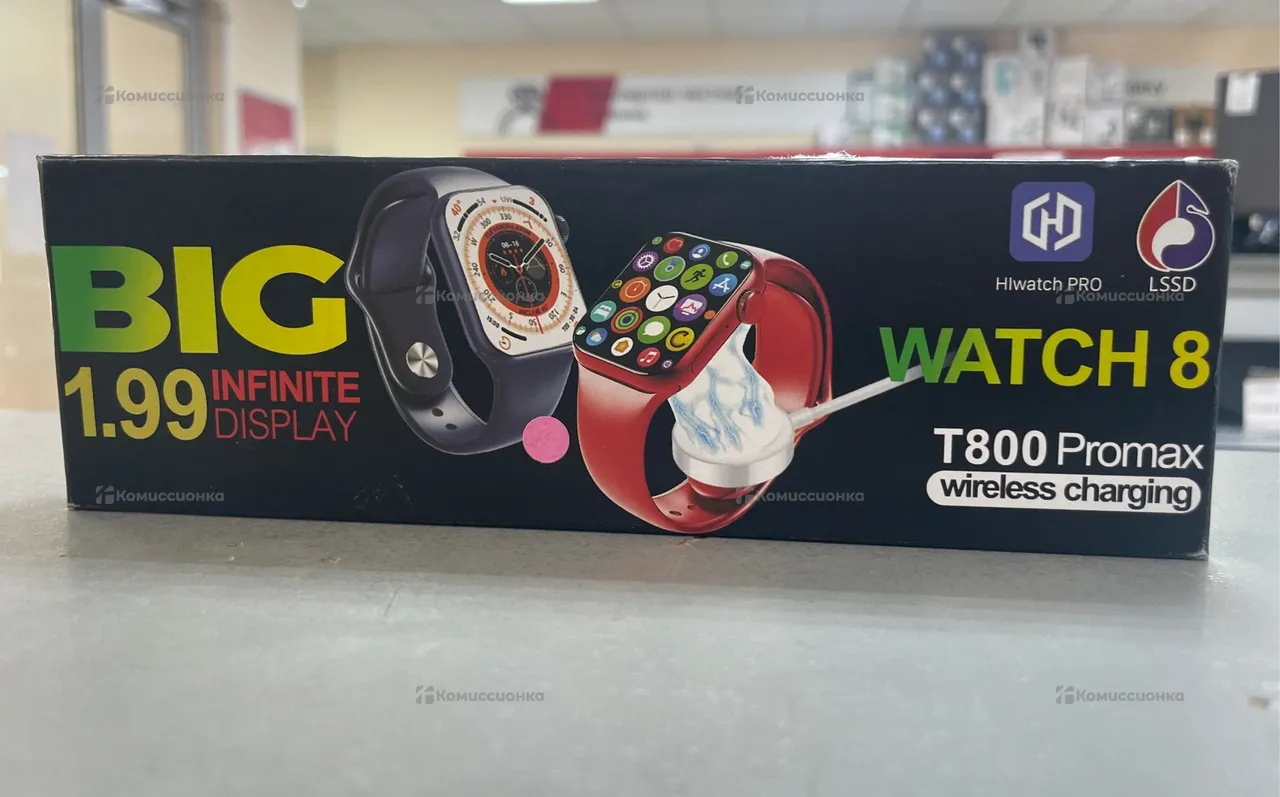 Комиссионка
Комиссионка
BIG
1.99 INFINITE
DISPLAY
HIwatch PRO
LSSD
WATCH 8
T800 Promax
wireless charging
Комиссионка
Комиссионка
Комиссионка
Комиссионка
Комиссионка
Комиссионка